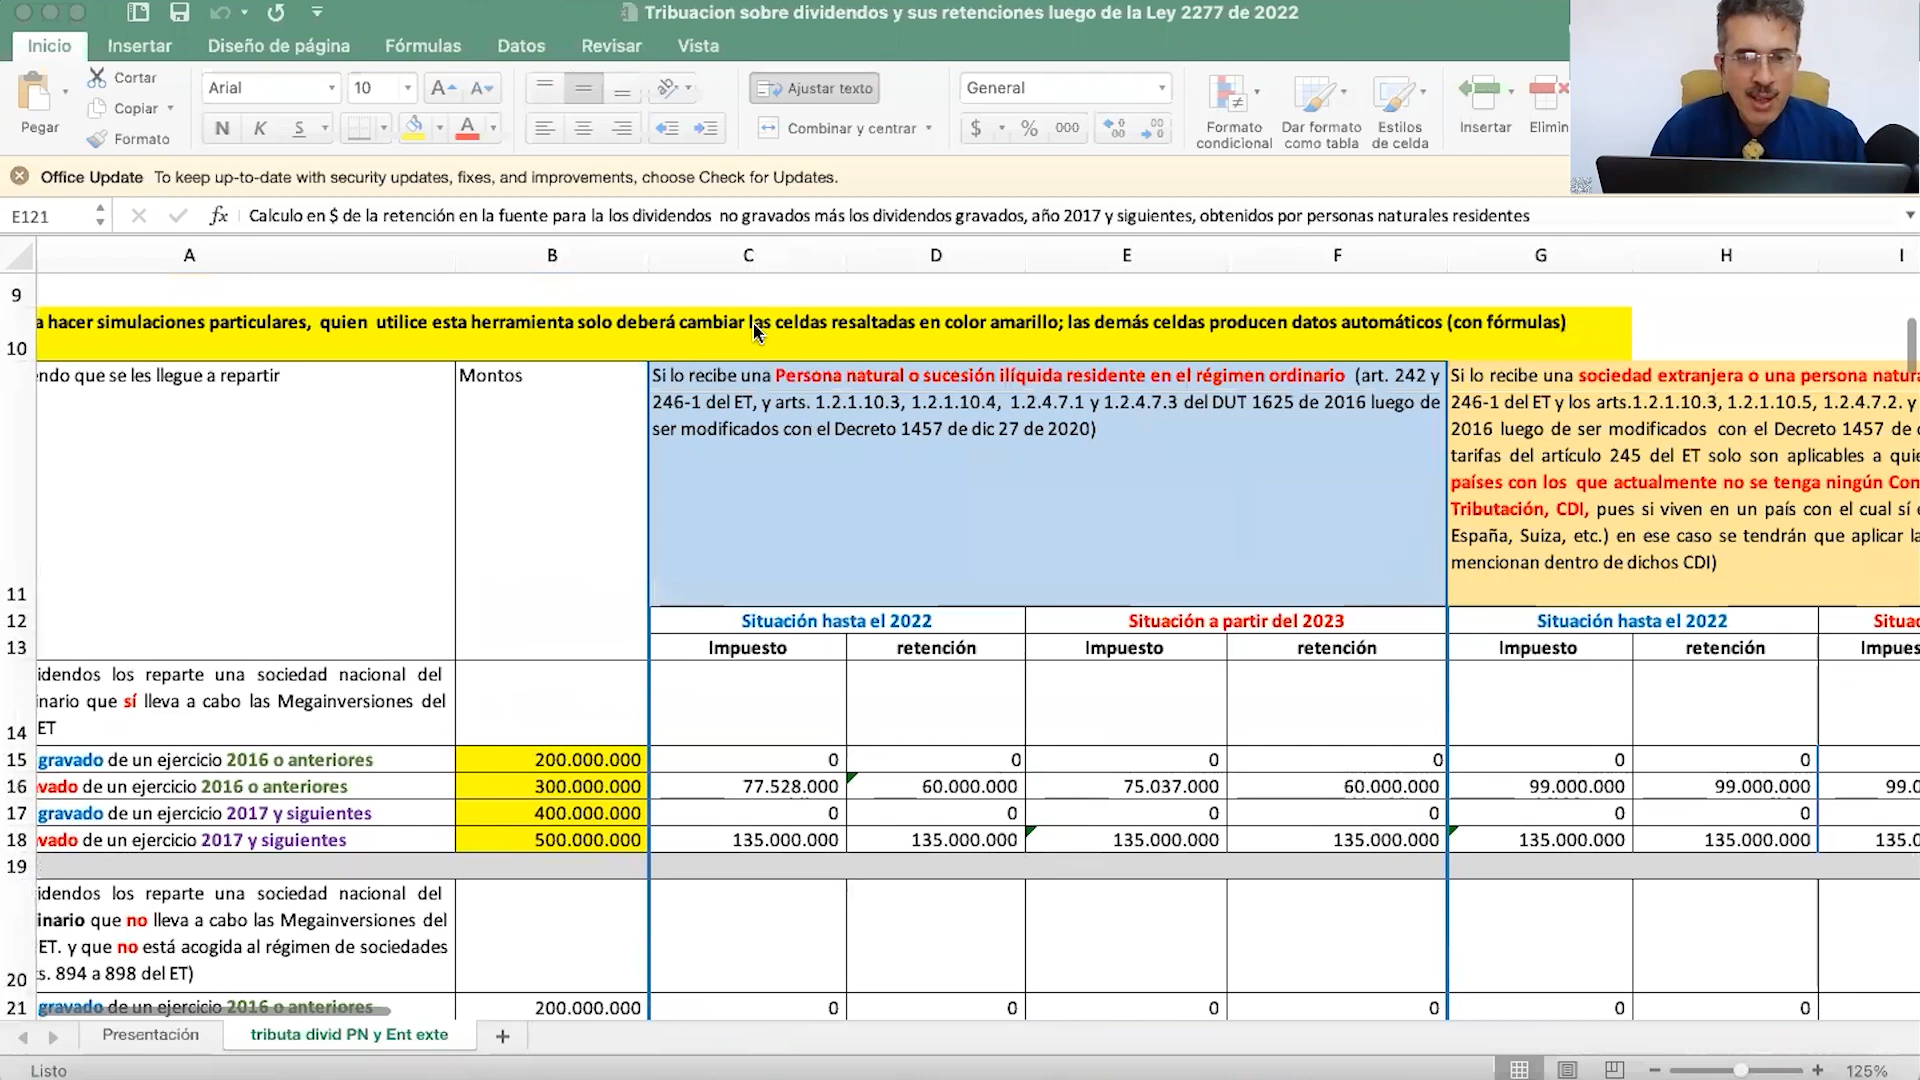 Tribuacion sobre dividendos y sus retenciones luego de la Ley 2277 de 2022
Inicio Insertar Diseño de página Fórmulas Datos Revisar Vista
Pegar
Cortar
Copiar
Formato
Arial 10
N K S
Ajustar texto
Combinar y centrar
General
$ % 000
Formato condicional
Dar formato como tabla
Estilos de celda
Insertar
Elimin
Office Update To keep up-to-date with security updates, fixes, and improvements, choose Check for Updates.
E121 fx Calculo en $ de la retención en la fuente para la los dividendos no gravados más los dividendos gravados, año 2017 y siguientes, obtenidos por personas naturales residentes
A B C D E F G H I
9
10 a hacer simulaciones particulares, quien utilice esta herramienta solo deberá cambiar las celdas resaltadas en color amarillo; las demás celdas producen datos automáticos (con fórmulas)
11
endo que se les llegue a repartir
Montos
Si lo recibe una Persona natural o sucesión ilíquida residente en el régimen ordinario (art. 242 y
246-1 del ET, y arts. 1.2.1.10.3, 1.2.1.10.4, 1.2.4.7.1 y 1.2.4.7.3 del DUT 1625 de 2016 luego de
ser modificados con el Decreto 1457 de dic 27 de 2020)
Si lo recibe una sociedad extranjera o una persona natura
246-1 del ET y los arts.1.2.1.10.3, 1.2.1.10.5, 1.2.4.7.2. y
2016 luego de ser modificados con el Decreto 1457 de
tarifas del artículo 245 del ET solo son aplicables a quie
países con los que actualmente no se tenga ningún Con
Tributación, CDI, pues si viven en un país con el cual sí e
España, Suiza, etc.) en ese caso se tendrán que aplicar la
mencionan dentro de dichos CDI)
12 Situación hasta el 2022 Situación a partir del 2023 Situación hasta el 2022 Situac
13 Impuesto retención Impuesto retención Impuesto retención Impues
14
idendos los reparte una sociedad nacional del
inario que sí lleva a cabo las Megainversiones del
ET
15 gravado de un ejercicio 2016 o anteriores 200.000.000 0 0 0 0 0 0
16 vado de un ejercicio 2016 o anteriores 300.000.000 77.528.000 60.000.000 75.037.000 60.000.000 99.000.000 99.000.000 99.0
17 gravado de un ejercicio 2017 y siguientes 400.000.000 0 0 0 0 0 0
18 vado de un ejercicio 2017 y siguientes 500.000.000 135.000.000 135.000.000 135.000.000 135.000.000 135.000.000 135.000.000 135.0
19
20
idendos los reparte una sociedad nacional del
inario que no lleva a cabo las Megainversiones del
ET. y que no está acogida al régimen de sociedades
s. 894 a 898 del ET)
21 gravado de un ejercicio 2016 o anteriores 200.000.000 0 0 0 0 0 0
Presentación tributa divid PN y Ent exte +
Listo 125%